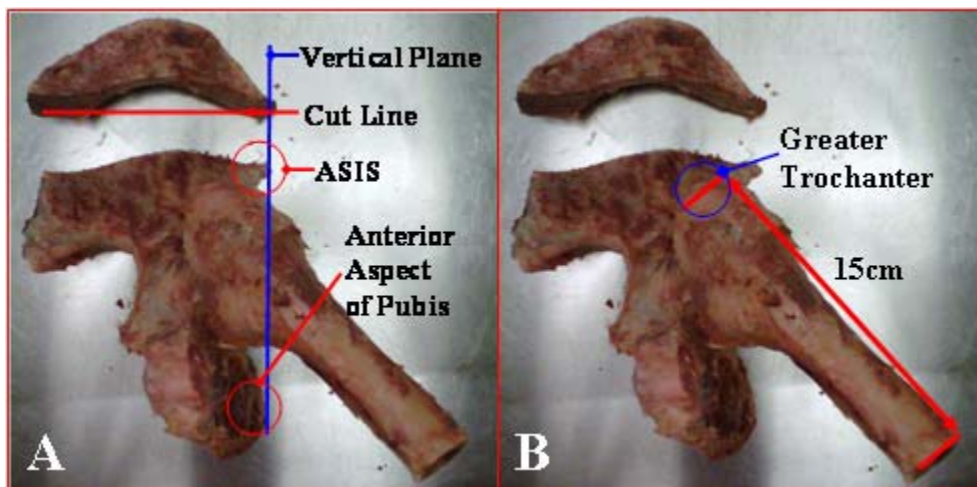 Vertical Plane
Cut Line
ASIS
Anterior
Aspect
of Pubis
A
Greater
Trochanter
15cm
B